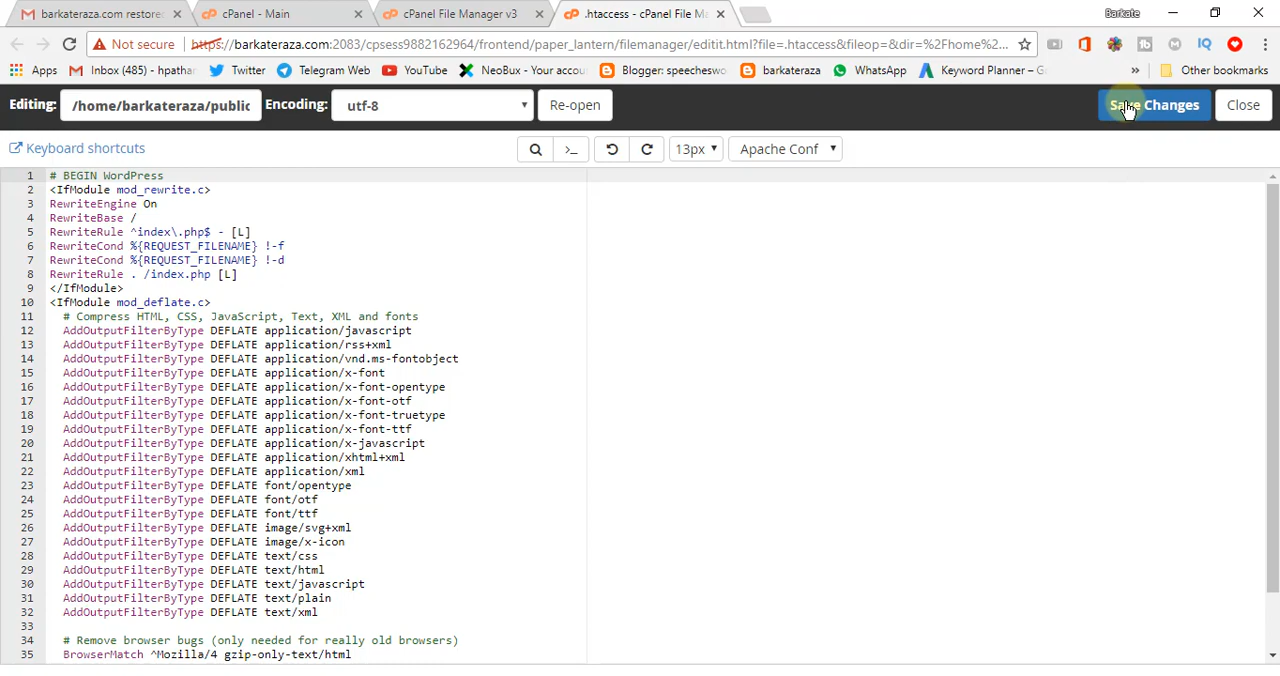 barkateraza.com restore
cPanel - Main
cPanel File Manager v3
.htaccess - cPanel File M
Barkate
Not secure https://barkateraza.com:2083/cpsess9882162964/frontend/paper_lantern/filemanager/editit.html?file=.htaccess&fileop=&dir=%2Fhome%2...
Apps Inbox (485) - hpathar Twitter Telegram Web YouTube NeoBux - Your accou Blogger: speecheswo barkateraza WhatsApp Keyword Planner – G » Other bookmarks
Editing: /home/barkateraza/public Encoding: utf-8 Re-open Save Changes Close
Keyboard shortcuts 13px Apache Conf
1 # BEGIN WordPress
2 <IfModule mod_rewrite.c>
3 RewriteEngine On
4 RewriteBase /
5 RewriteRule ^index\.php$ - [L]
6 RewriteCond %{REQUEST_FILENAME} !-f
7 RewriteCond %{REQUEST_FILENAME} !-d
8 RewriteRule . /index.php [L]
9 </IfModule>
10 <IfModule mod_deflate.c>
11 # Compress HTML, CSS, JavaScript, Text, XML and fonts
12 AddOutputFilterByType DEFLATE application/javascript
13 AddOutputFilterByType DEFLATE application/rss+xml
14 AddOutputFilterByType DEFLATE application/vnd.ms-fontobject
15 AddOutputFilterByType DEFLATE application/x-font
16 AddOutputFilterByType DEFLATE application/x-font-opentype
17 AddOutputFilterByType DEFLATE application/x-font-otf
18 AddOutputFilterByType DEFLATE application/x-font-truetype
19 AddOutputFilterByType DEFLATE application/x-font-ttf
20 AddOutputFilterByType DEFLATE application/x-javascript
21 AddOutputFilterByType DEFLATE application/xhtml+xml
22 AddOutputFilterByType DEFLATE application/xml
23 AddOutputFilterByType DEFLATE font/opentype
24 AddOutputFilterByType DEFLATE font/otf
25 AddOutputFilterByType DEFLATE font/ttf
26 AddOutputFilterByType DEFLATE image/svg+xml
27 AddOutputFilterByType DEFLATE image/x-icon
28 AddOutputFilterByType DEFLATE text/css
29 AddOutputFilterByType DEFLATE text/html
30 AddOutputFilterByType DEFLATE text/javascript
31 AddOutputFilterByType DEFLATE text/plain
32 AddOutputFilterByType DEFLATE text/xml
33
34 # Remove browser bugs (only needed for really old browsers)
35 BrowserMatch ^Mozilla/4 gzip-only-text/html